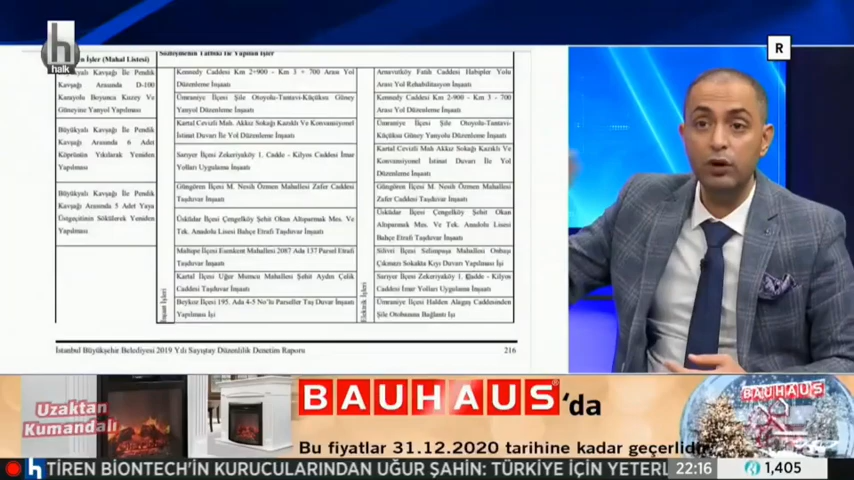 R
h
halk
Sözleşmenin Tatbiki İle Yapılan İşler
İşler (Mahal Listesi)
Kavşağı İle Pendik
Kavşağı Arasında D-100
Karayolu Boyunca Kuzey Ve
Güneyine Yanyol Yapılması
Büyükyalı Kavşağı İle Pendik
Kavşağı Arasında 6 Adet
Köprünün Yıkılarak Yeniden
Yapılması
Büyükyalı Kavşağı İle Pendik
Kavşağı Arasında 5 Adet Yaya
Üstgeçitinin Sökülerek Yeniden
Yapılması
İnşaat İşleri
Kennedy Caddesi Km 2+900 - Km 3 + 700 Arası Yol
Düzenleme İnşaatı
Ümraniye İlçesi Şile Otoyolu-Tantavi-Küçüksu Güney
Yanyol Düzenleme İnşaatı
Kartal Cevizli Mah. Akkız Sokağı Kazıklı Ve Konvansiyonel
İstinat Duvarı İle Yol Düzenleme İnşaatı
Sarıyer İlçesi Zekeriyaköy 1. Cadde - Kilyos Caddesi İmar
Yolları Uygulama İnşaatı
Güngören İlçesi M. Nesih Özmen Mahallesi Zafer Caddesi
Taşduvar İnşaatı
Üsküdar İlçesi Çengelköy Şehit Okan Altıparmak Mes. Ve
Tek. Anadolu Lisesi Bahçe Etrafı Taşduvar İnşaatı
Maltepe İlçesi Esenkent Mahallesi 2087 Ada 137 Parsel Etrafı
Taşduvar İnşaatı
Kartal İlçesi Uğur Mumcu Mahallesi Şehit Aydın Çelik
Caddesi Taşduvar İnşaatı
Beykoz İlçesi 195. Ada 4-5 No'lu Parseller Taş Duvar İnşaatı
Yapılması İşi
Elektrik İşleri
Arnavutköy Fatih Caddesi Habipler Yolu
Arası Yol Rehabilitasyon İnşaatı
Kennedy Caddesi Km 2-900 - Km 3 - 700
Arası Yol Düzenleme İnşaatı
Ümraniye İlçesi Şile Otoyolu-Tantavi-
Küçüksu Güney Yanyolu Düzenleme İnşaatı
Kartal Cevizli Mah Akkız Sokağı Kazıklı Ve
Konvansiyonel İstinat Duvarı İle Yol
Düzenleme İnşaatı
Güngören İlçesi M. Nesih Özmen Mahallesi
Zafer Caddesi Taşduvar İnşaatı
Üsküdar İlçesi Çengelköy Şehit Okan
Altıparmak Mes. Ve Tek. Anadolu Lisesi
Bahçe Etrafı Taşduvar İnşaatı
Silivri İlçesi Selimpaşa Mahallesi Onbaşı
Çıkmazı Sokakta Kıyı Duvarı Yapılması İşi
Sarıyer İlçesi Zekeriyaköy 1. Cadde - Kilyos
Caddesi İmar Yolları Uygulama İnşaatı
Ümraniye İlçesi Halden Alageç Caddesinden
Şile Otobanına Bağlantı İşi
İstanbul Büyükşehir Belediyesi 2019 Yılı Sayıştay Düzenlilik Denetim Raporu 216
Uzaktan
Kumandalı
BAUHAUS®'da
Bu fiyatlar 31.12.2020 tarihine kadar geçerlidir
BAUHAUS
h TİREN BIONTECH'İN KURUCULARINDAN UĞUR ŞAHİN: TÜRKİYE İÇİN YETERL 22:16 1,405